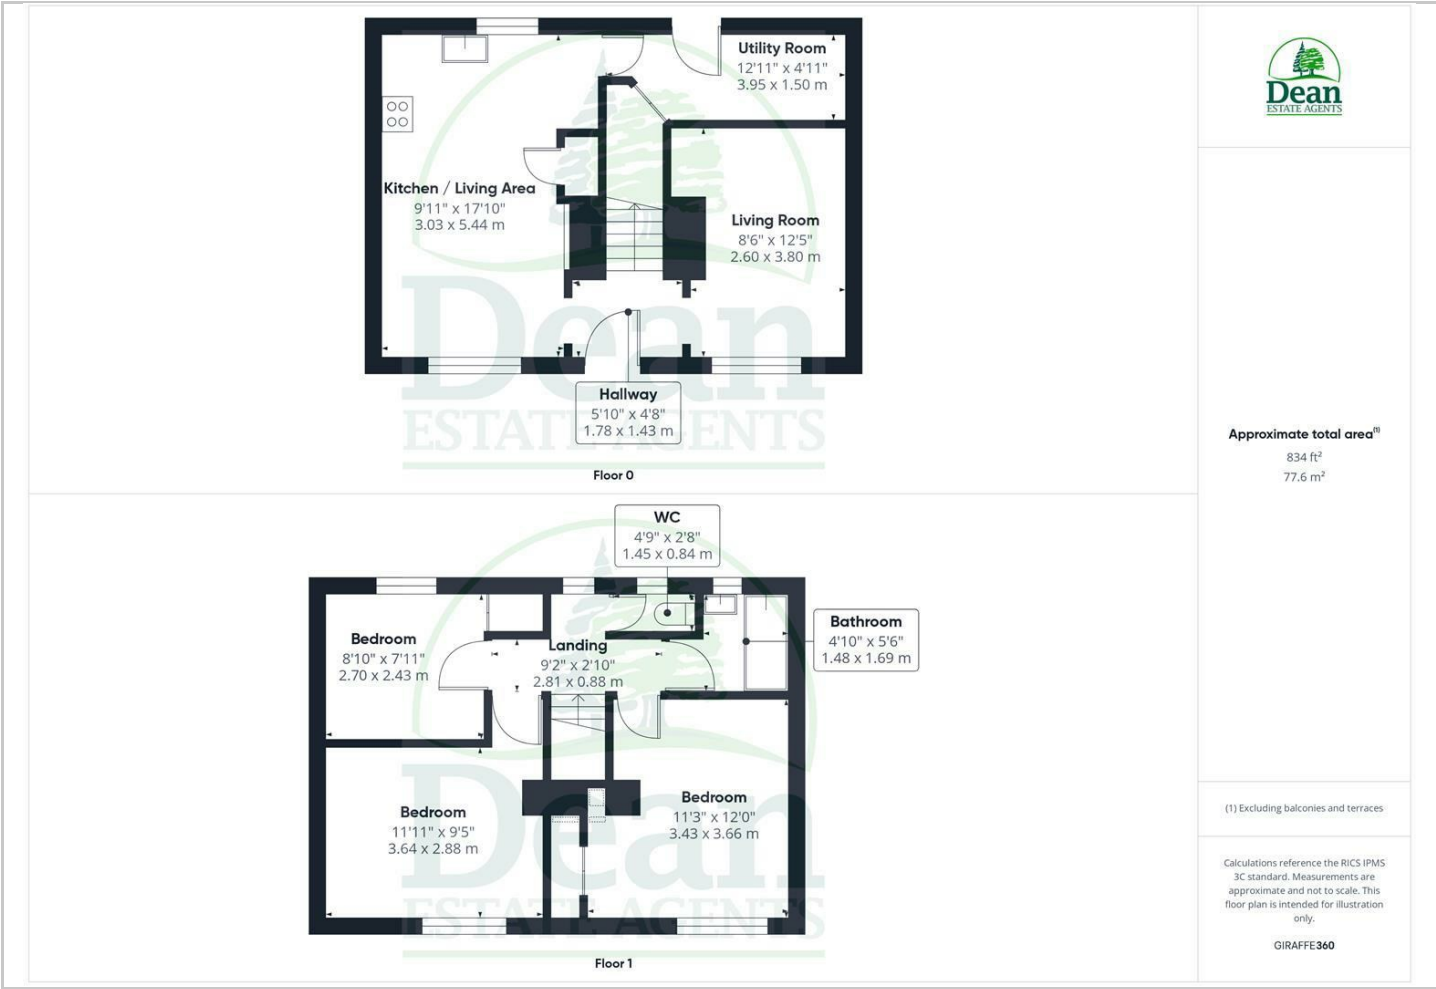 Utility Room
12'11" x 4'11"
3.95 x 1.50 m
Kitchen / Living Area
9'11" x 17'10"
3.03 x 5.44 m
Living Room
8'6" x 12'5"
2.60 x 3.80 m
Hallway
5'10" x 4'8"
1.78 x 1.43 m
Dean
ESTATE AGENTS
Floor 0
WC
4'9" x 2'8"
1.45 x 0.84 m
Bathroom
4'10" x 5'6"
1.48 x 1.69 m
Bedroom
8'10" x 7'11"
2.70 x 2.43 m
Landing
9'2" x 2'10"
2.81 x 0.88 m
Bedroom
11'11" x 9'5"
3.64 x 2.88 m
Bedroom
11'3" x 12'0"
3.43 x 3.66 m
Dean
ESTATE AGENTS
Floor 1
Dean
ESTATE AGENTS
Approximate total area⁽¹⁾
834 ft²
77.6 m²
(1) Excluding balconies and terraces
Calculations reference the RICS IPMS
3C standard. Measurements are
approximate and not to scale. This
floor plan is intended for illustration
only.
GIRAFFE360